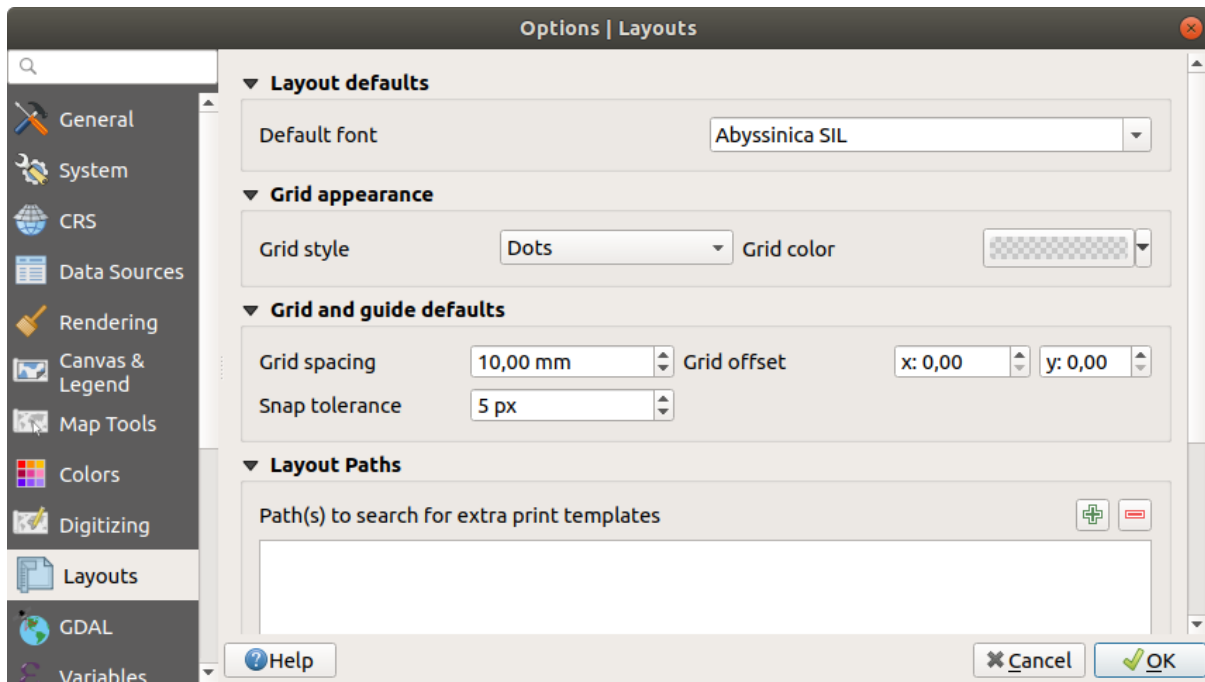 Options | Layouts
General
System
CRS
Data Sources
Rendering
Canvas &
Legend
Map Tools
Colors
Digitizing
Layouts
GDAL
Variables
Layout defaults
Default font
Abyssinica SIL
Grid appearance
Grid style
Dots
Grid color
Grid and guide defaults
Grid spacing
10,00 mm
Grid offset
x: 0,00
y: 0,00
Snap tolerance
5 px
Layout Paths
Path(s) to search for extra print templates
Help
Cancel
OK